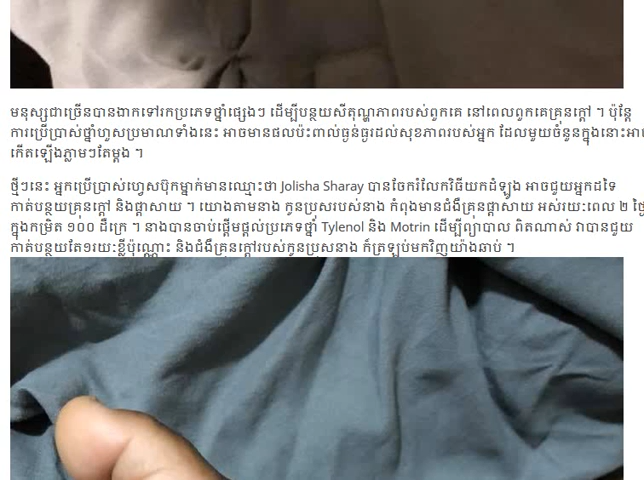 មនុស្សជាច្រើនបានងាកទៅរកប្រភេទថ្នាំផ្សេងៗ ដើម្បីបន្ថយសីតុណ្ហភាពរបស់ពួកគេ នៅពេលពួកគេគ្រុនក្តៅ ។ ប៉ុន្តែ
ការប្រើប្រាស់ថ្នាំហួសប្រមាណទាំងនេះ អាចមានផលប៉ះពាល់ធ្ងន់ធ្ងរដល់សុខភាពរបស់អ្នក ដែលមួយចំនួនក្នុងនោះអាច
កើតឡើងភ្លាមៗតែម្តង ។
ថ្មីៗនេះ អ្នកប្រើប្រាស់ហ្វេសប៊ុកម្នាក់មានឈ្មោះថា Jolisha Sharay បានចែករំលែកវិធីយកដំឡូង អាចជួយអ្នកដទៃ
កាត់បន្ថយគ្រុនក្តៅ និងផ្តាសាយ ។ យោងតាមនាង កូនប្រុសរបស់នាង កំពុងមានជំងឺគ្រុនផ្តាសាយ អស់រយៈពេល ២ ថ្ងៃ
ក្នុងកម្រិត ១០០ ដឺក្រេ ។ នាងបានចាប់ផ្តើមផ្តល់ប្រភេទថ្នាំ Tylenol និង Motrin ដើម្បីព្យាបាល ពិតណាស់ វាបានជួយ
កាត់បន្ថយតែ១រយៈខ្លីប៉ុណ្ណោះ និងជំងឺគ្រុនក្តៅរបស់កូនប្រុសនាង ក៏ត្រឡប់មកវិញយ៉ាងឆាប់ ។